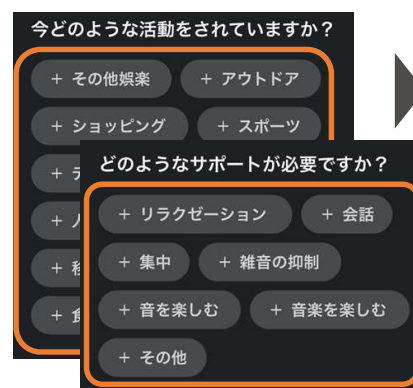 今どのような活動をされていますか？
+ その他娯楽 + アウトドア
+ ショッピング + スポーツ
どのようなサポートが必要ですか？
+ リラクゼーション + 会話
+ 集中 + 雑音の抑制
+ 音を楽しむ + 音楽を楽しむ
+ その他